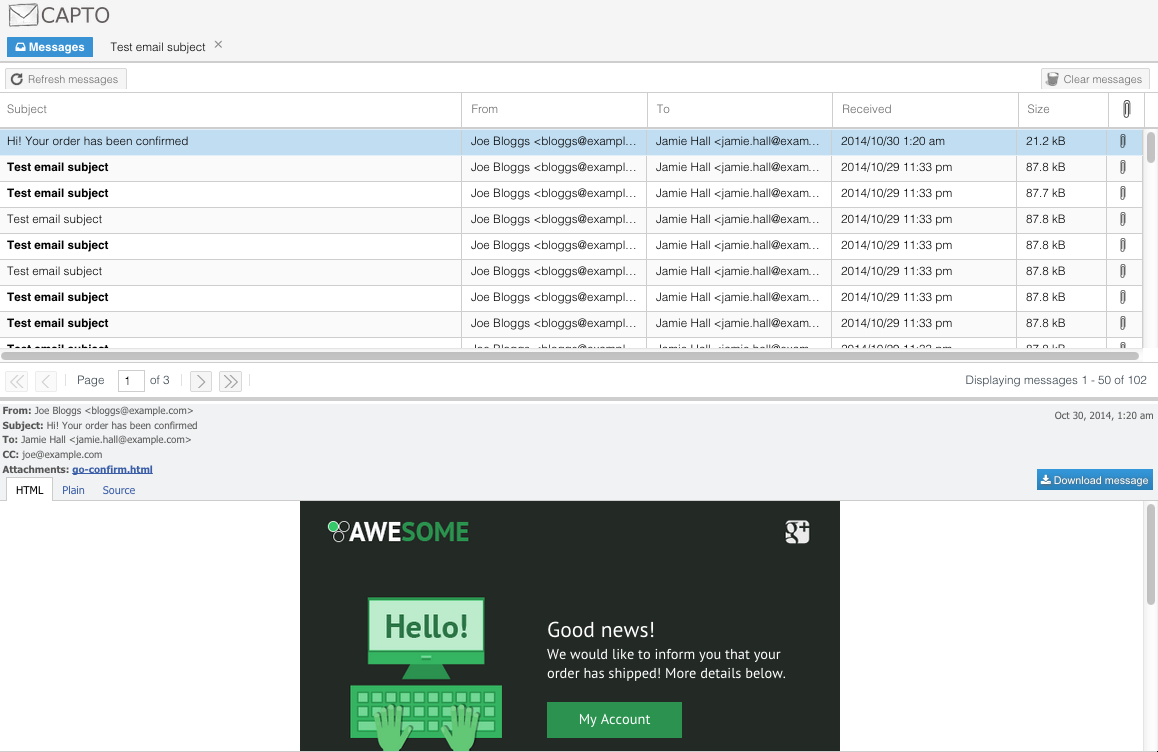 CAPTO
Messages Test email subject
Refresh messages Clear messages
Subject From To Received Size
Hi! Your order has been confirmed Joe Bloggs <bloggs@exampl... Jamie Hall <jamie.hall@exam... 2014/10/30 1:20 am 21.2 kB
Test email subject Joe Bloggs <bloggs@exampl... Jamie Hall <jamie.hall@exam... 2014/10/29 11:33 pm 87.8 kB
Test email subject Joe Bloggs <bloggs@exampl... Jamie Hall <jamie.hall@exam... 2014/10/29 11:33 pm 87.7 kB
Test email subject Joe Bloggs <bloggs@exampl... Jamie Hall <jamie.hall@exam... 2014/10/29 11:33 pm 87.8 kB
Test email subject Joe Bloggs <bloggs@exampl... Jamie Hall <jamie.hall@exam... 2014/10/29 11:33 pm 87.8 kB
Test email subject Joe Bloggs <bloggs@exampl... Jamie Hall <jamie.hall@exam... 2014/10/29 11:33 pm 87.8 kB
Test email subject Joe Bloggs <bloggs@exampl... Jamie Hall <jamie.hall@exam... 2014/10/29 11:33 pm 87.8 kB
Test email subject Joe Bloggs <bloggs@exampl... Jamie Hall <jamie.hall@exam... 2014/10/29 11:33 pm 87.8 kB
Page 1 of 3 Displaying messages 1 - 50 of 102
From: Joe Bloggs <bloggs@example.com> Oct 30, 2014, 1:20 am
Subject: Hi! Your order has been confirmed
To: Jamie Hall <jamie.hall@example.com>
CC: joe@example.com
Attachments: go-confirm.html
Download message
HTML Plain Source
AWESOME g+
Hello!
Good news!
We would like to inform you that your
order has shipped! More details below.
My Account